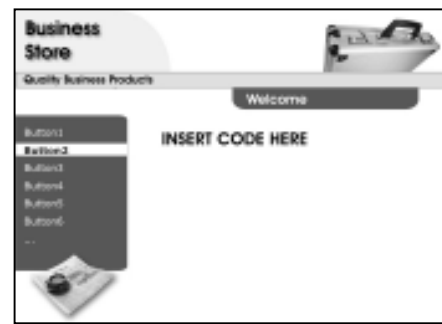 Business
Store
Quality Business Products
Welcome
Button1
Button2
Button3
Button4
Button5
Button6
...
INSERT CODE HERE